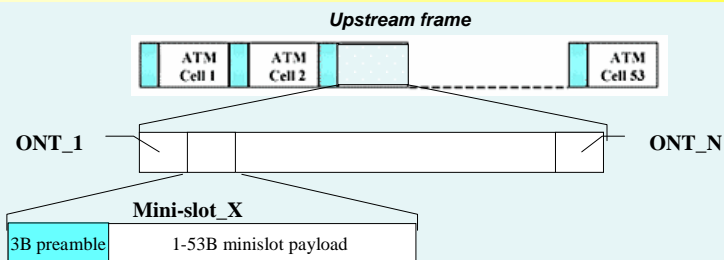 Upstream frame
ATM Cell 1
ATM Cell 2
ATM Cell 53
ONT_1
ONT_N
Mini-slot_X
3B preamble
1-53B minislot payload